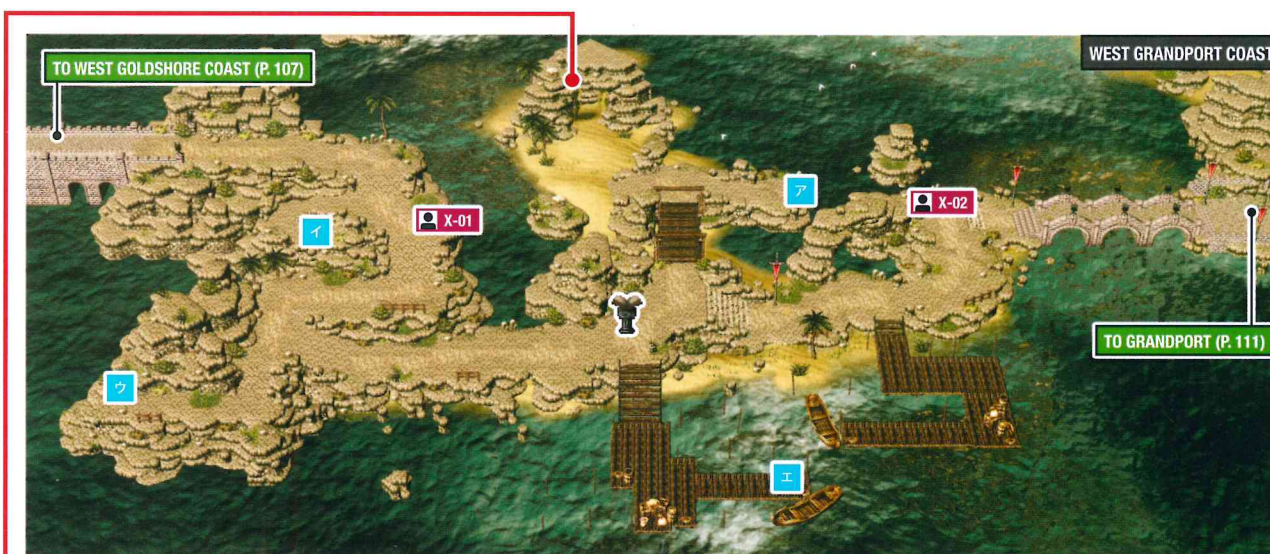 TO WEST GOLDSHORE COAST (P. 107)
WEST GRANDPORT COAST
ア
X-02
イ
X-01
TO GRANDPORT (P. 111)
ウ
エ